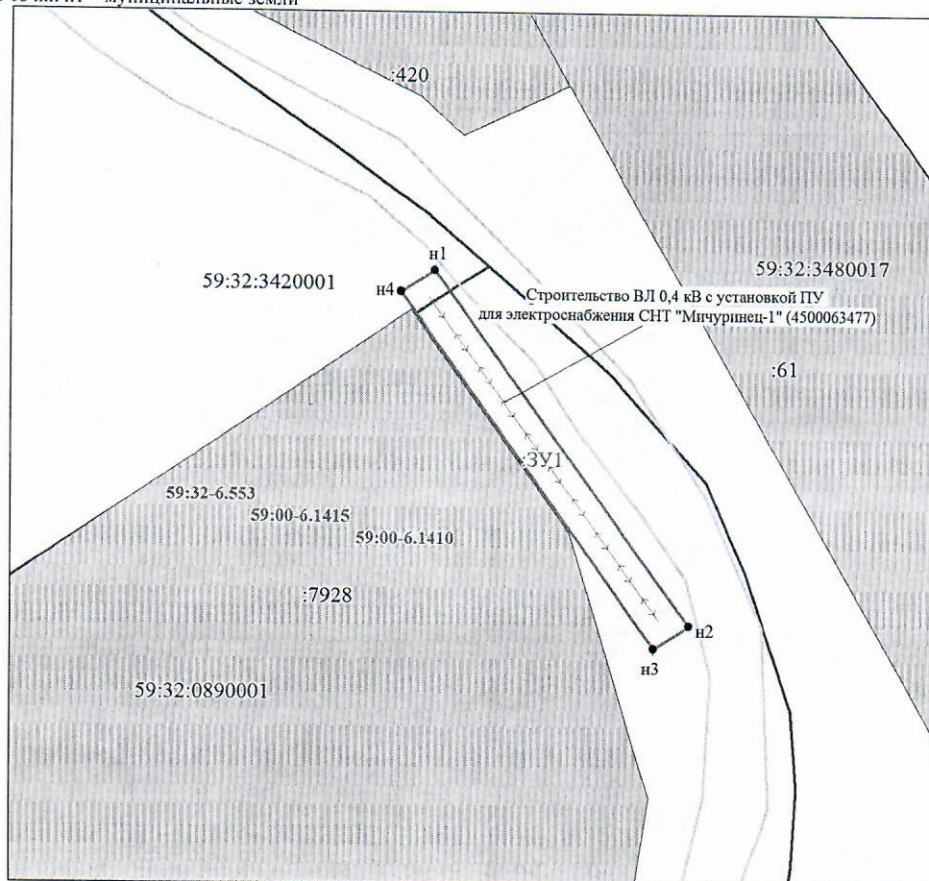 муниципальные земли
:420
н1
59:32:3420001
59:32:3480017
н4
Строительство ВЛ 0,4 кВ с установкой ПУ
для электроснабжения СНТ "Мичуринец-1" (4500063477)
:61
:ЗУ1
59:32-6.553
59:00-6.1415
59:00-6.1410
:7928
н2
н3
59:32:0890001